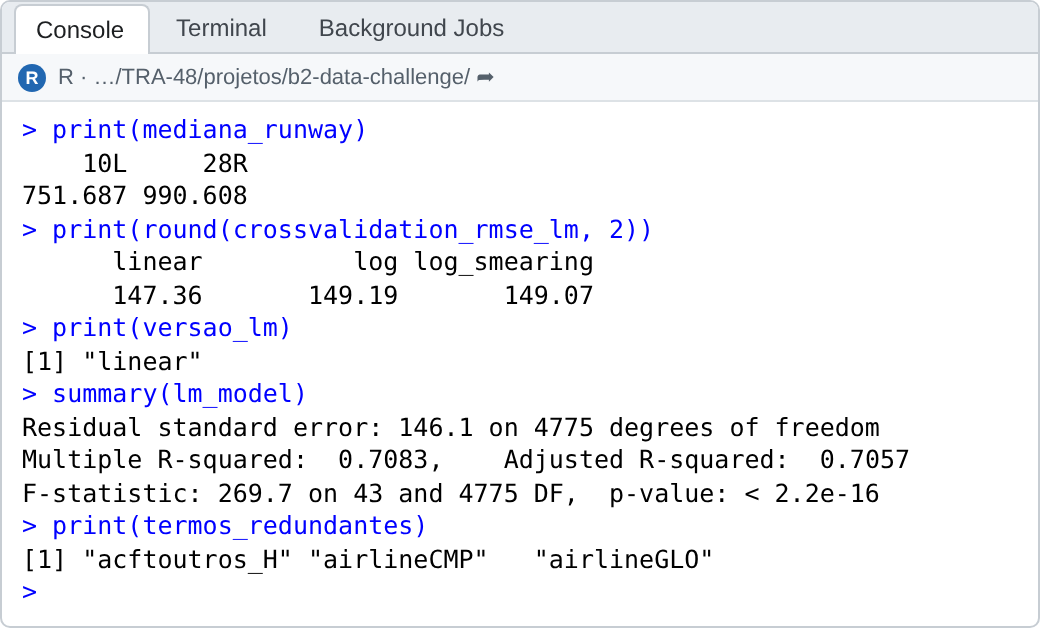 Console Terminal Background Jobs
R R · …/TRA-48/projetos/b2-data-challenge/ ➦
> print(mediana_runway)
    10L     28R
751.687 990.608
> print(round(crossvalidation_rmse_lm, 2))
      linear          log log_smearing
      147.36       149.19       149.07
> print(versao_lm)
[1] "linear"
> summary(lm_model)
Residual standard error: 146.1 on 4775 degrees of freedom
Multiple R-squared:  0.7083,    Adjusted R-squared:  0.7057
F-statistic: 269.7 on 43 and 4775 DF,  p-value: < 2.2e-16
> print(termos_redundantes)
[1] "acftoutros_H" "airlineCMP"   "airlineGLO"
>